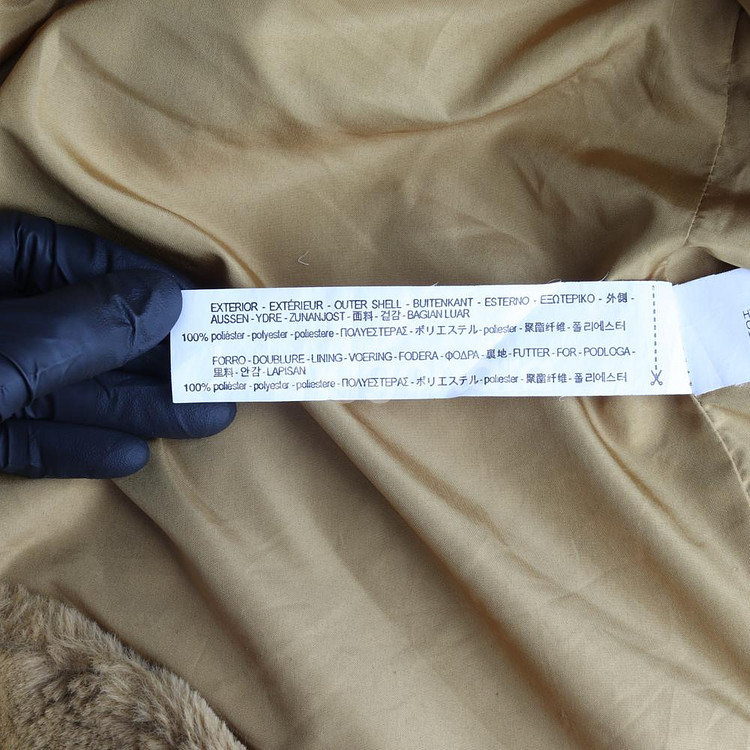 EXTERIOR - EXTÉRIEUR - OUTER SHELL - BUITENKANT - ESTERNO - ΕΞΩΤΕΡΙΚΟ - 外側 -
AUSSEN - YDRE - ZUNANJOST - 面料 - 겉감 - BAGIAN LUAR
100% poliéster - polyester - poliestere - ΠΟΛΥΕΣΤΕΡΑΣ - ポリエステル - poliester - 聚酯纤维 - 폴리에스터
FORRO - DOUBLURE - LINING - VOERING - FODERA - ΦΟΔΡΑ - 裏地 - FUTTER - FOR - PODLOGA -
里料 - 안감 - LAPISAN
100% poliéster - polyester - poliestere - ΠΟΛΥΕΣΤΕΡΑΣ - ポリエステル - poliester - 聚酯纤维 - 폴리에스터